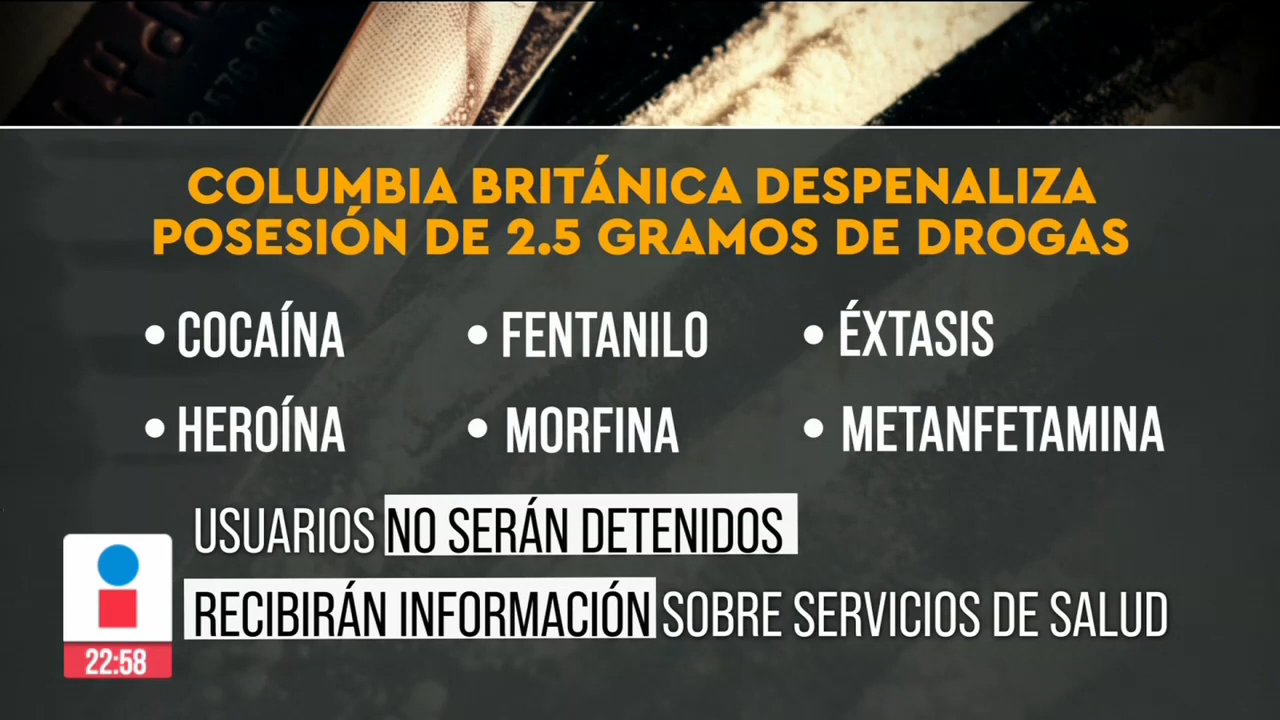 COLUMBIA BRITÁNICA DESPENALIZA
POSESIÓN DE 2.5 GRAMOS DE DROGAS
• COCAÍNA • FENTANILO • ÉXTASIS
• HEROÍNA • MORFINA • METANFETAMINA
USUARIOS NO SERÁN DETENIDOS
RECIBIRÁN INFORMACIÓN SOBRE SERVICIOS DE SALUD
22:58